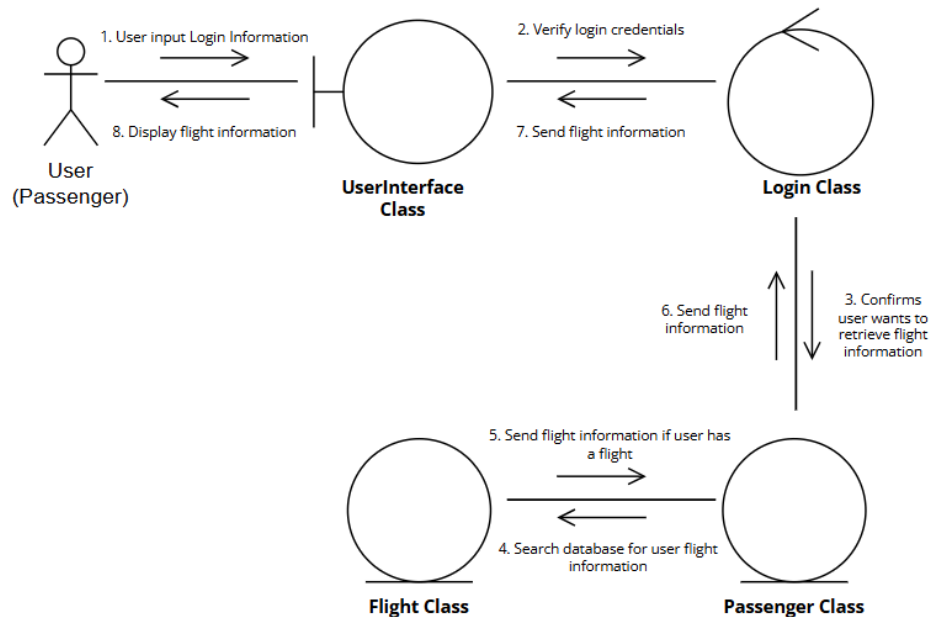 1. User input Login Information
2. Verify login credentials
8. Display flight information
7. Send flight information
User
(Passenger)
UserInterface
Class
Login Class
6. Send flight
information
3. Confirms
user wants to
retrieve flight
information
5. Send flight information if user has
a flight
4. Search database for user flight
information
Flight Class
Passenger Class